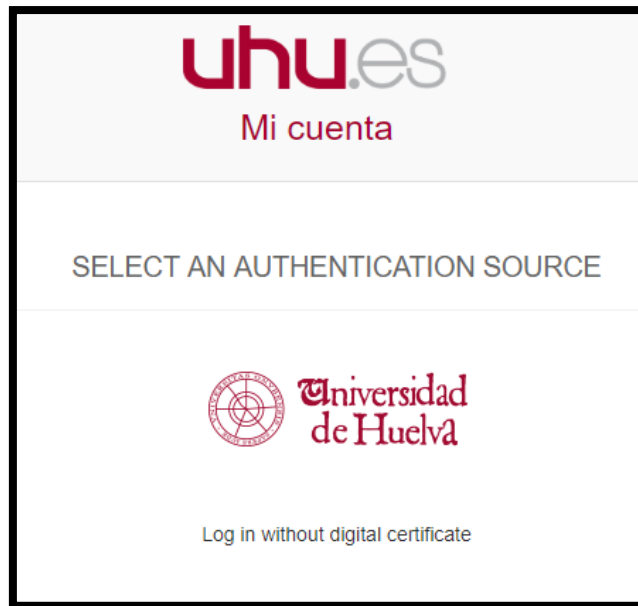 uhu.es
Mi cuenta
SELECT AN AUTHENTICATION SOURCE
Universidad
de Huelva
Log in without digital certificate